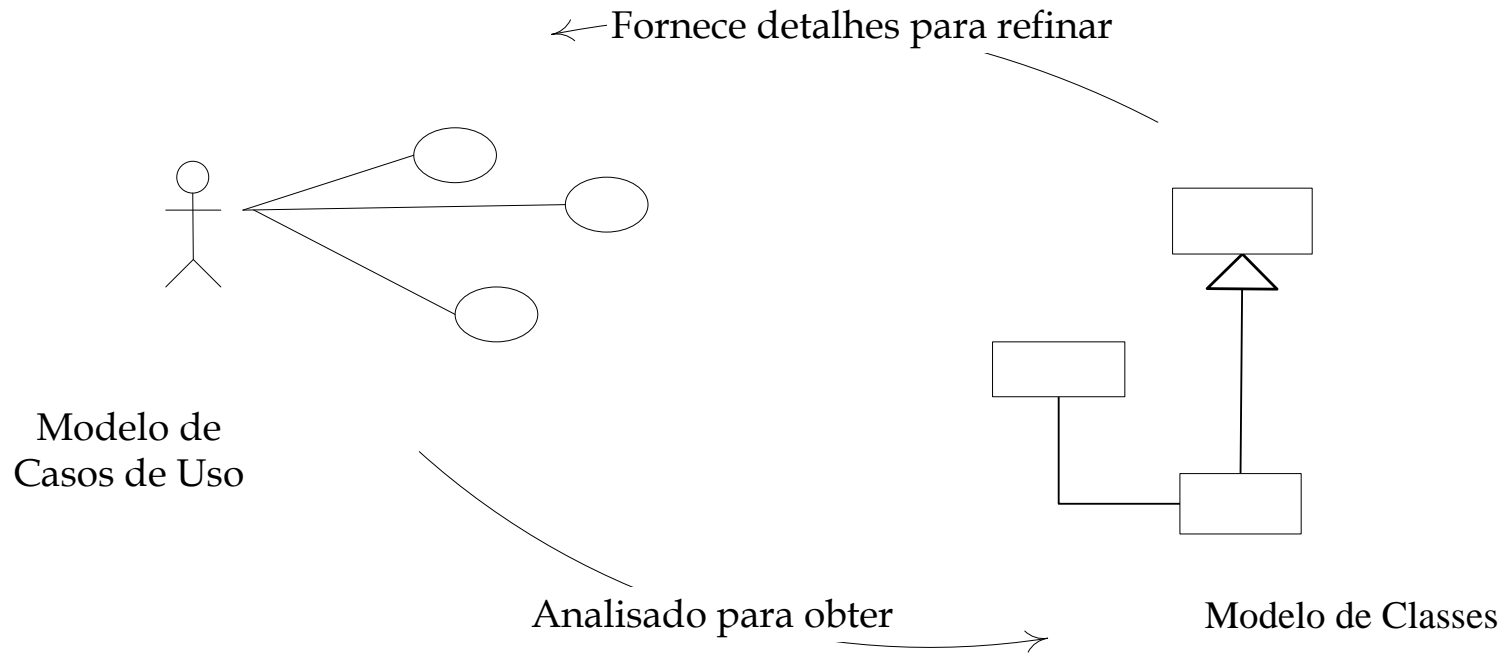 Fornece detalhes para refinar
Modelo de
Casos de Uso
Analisado para obter
Modelo de Classes